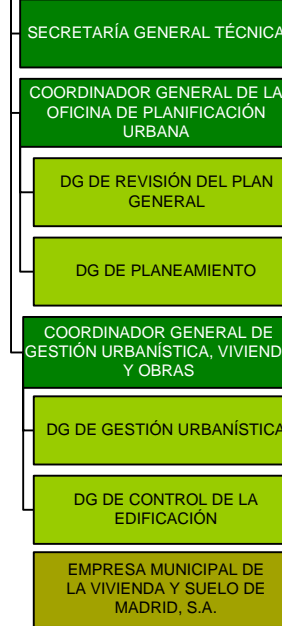 SECRETARÍA GENERAL TÉCNICA
COORDINADOR GENERAL DE LA
OFICINA DE PLANIFICACIÓN
URBANA
DG DE REVISIÓN DEL PLAN
GENERAL
DG DE PLANEAMIENTO
COORDINADOR GENERAL DE
GESTIÓN URBANÍSTICA, VIVIEND
Y OBRAS
DG DE GESTIÓN URBANÍSTICA
DG DE CONTROL DE LA
EDIFICACIÓN
EMPRESA MUNICIPAL DE
LA VIVIENDA Y SUELO DE
MADRID, S.A.